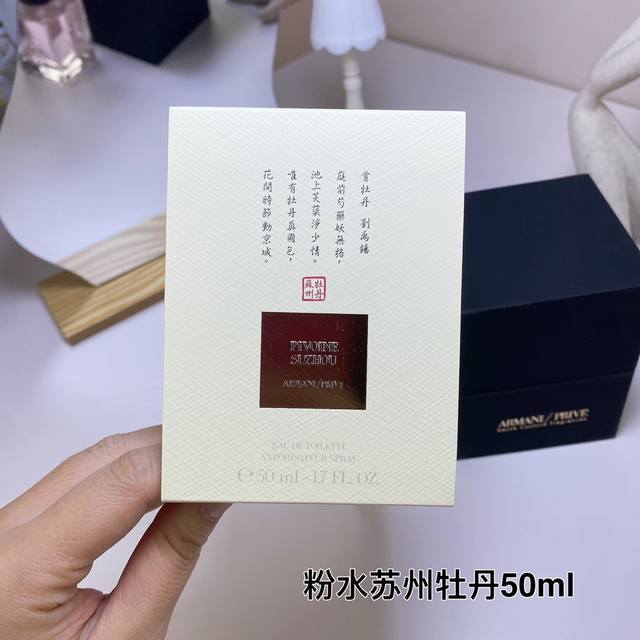 賞牡丹 劉禹錫
庭前芍藥妖無格，
池上芙蕖淨少情。
唯有牡丹真國色，
花開時節動京城。
牡丹
蘇州
PIVOINE
SUZHOU
ARMANI/PRIVÉ
EAU DE TOILETTE
VAPORISATEUR SPRAY
℮50 ml - 1.7 FL. OZ.
ARMANI/PRIVÉ
粉水苏州牡丹50ml